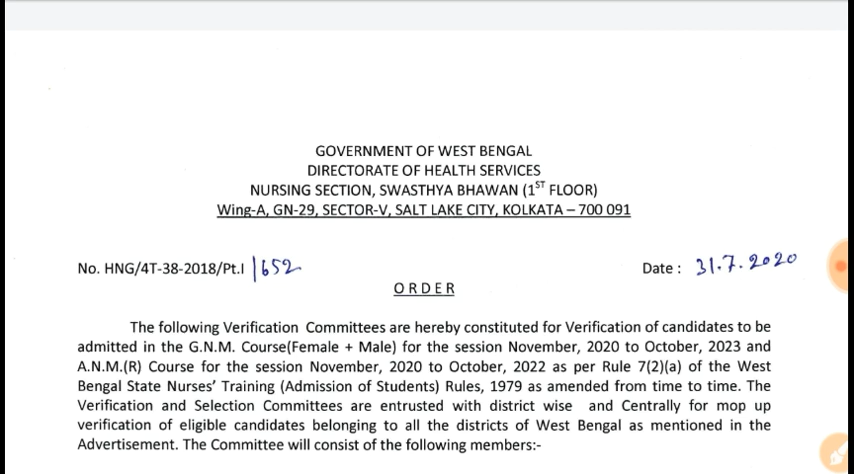 GOVERNMENT OF WEST BENGAL
DIRECTORATE OF HEALTH SERVICES
NURSING SECTION, SWASTHYA BHAWAN (1ST FLOOR)
Wing-A, GN-29, SECTOR-V, SALT LAKE CITY, KOLKATA – 700 091
No. HNG/4T-38-2018/Pt.I/652 Date : 31.7.2020
O R D E R
The following Verification Committees are hereby constituted for Verification of candidates to be
admitted in the G.N.M. Course(Female + Male) for the session November, 2020 to October, 2023 and
A.N.M.(R) Course for the session November, 2020 to October, 2022 as per Rule 7(2)(a) of the West
Bengal State Nurses' Training (Admission of Students) Rules, 1979 as amended from time to time. The
Verification and Selection Committees are entrusted with district wise and Centrally for mop up
verification of eligible candidates belonging to all the districts of West Bengal as mentioned in the
Advertisement. The Committee will consist of the following members:-